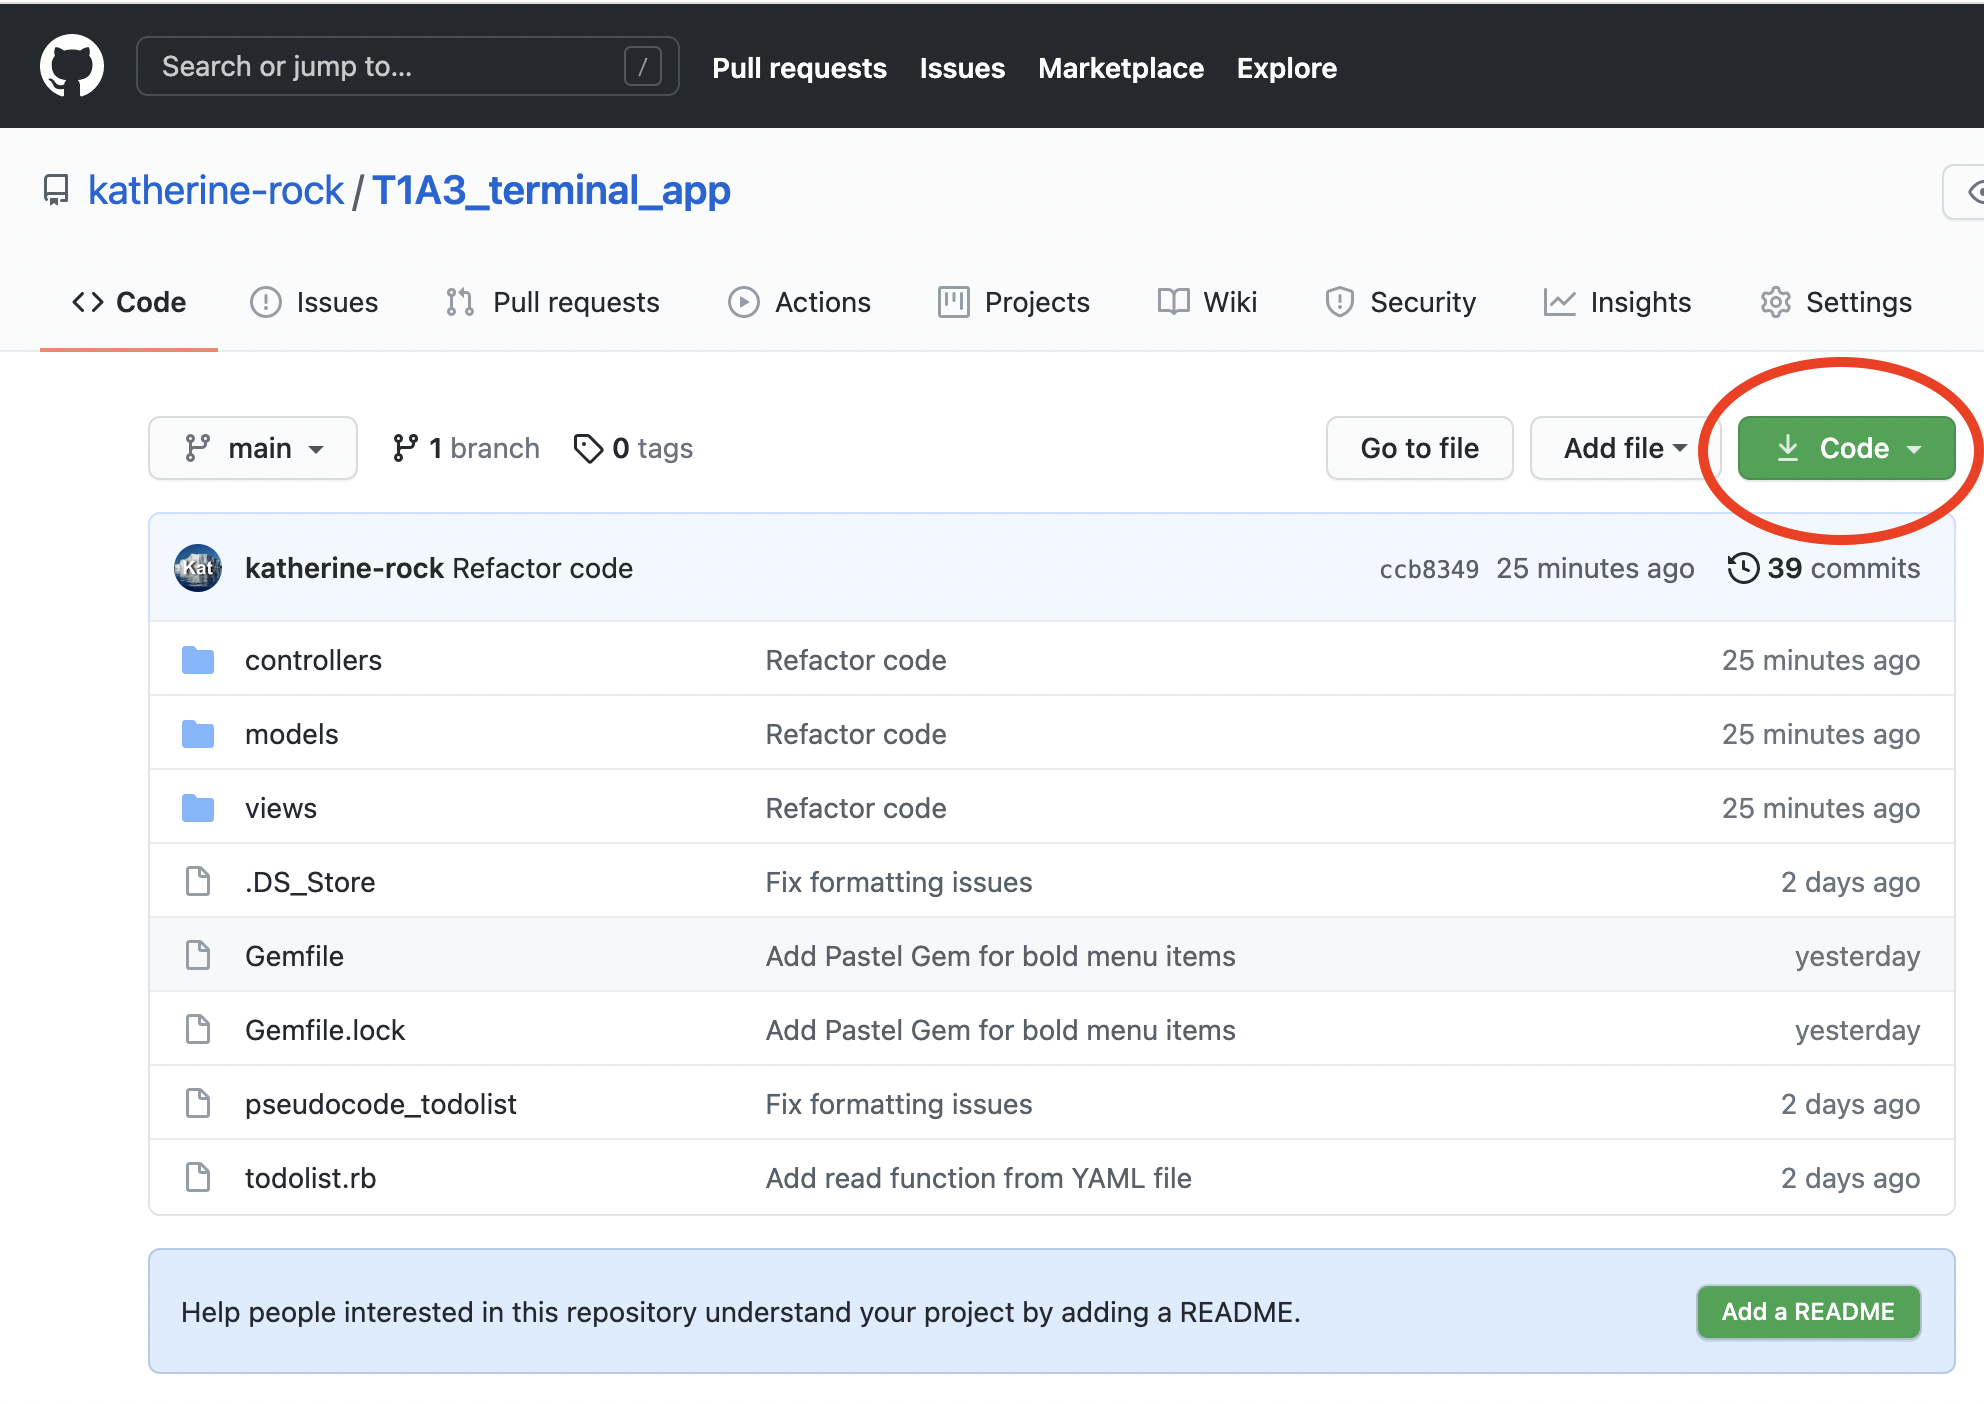 Search or jump to... / Pull requests Issues Marketplace Explore
katherine-rock / T1A3_terminal_app
Code Issues Pull requests Actions Projects Wiki Security Insights Settings
main 1 branch 0 tags Go to file Add file Code
Kat katherine-rock Refactor code ccb8349 25 minutes ago 39 commits
controllers Refactor code 25 minutes ago
models Refactor code 25 minutes ago
views Refactor code 25 minutes ago
.DS_Store Fix formatting issues 2 days ago
Gemfile Add Pastel Gem for bold menu items yesterday
Gemfile.lock Add Pastel Gem for bold menu items yesterday
pseudocode_todolist Fix formatting issues 2 days ago
todolist.rb Add read function from YAML file 2 days ago
Help people interested in this repository understand your project by adding a README. Add a README